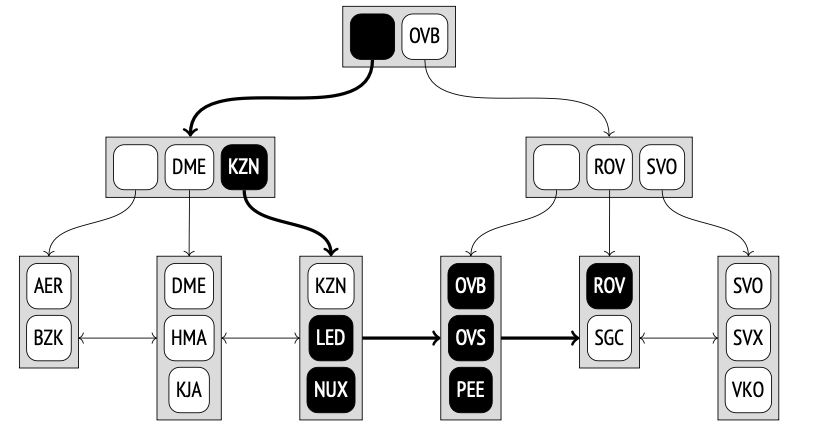 OVB
DME KZN
ROV SVO
AER
BZK
DME
HMA
KJA
KZN
LED
NUX
OVB
OVS
PEE
ROV
SGC
SVO
SVX
VKO